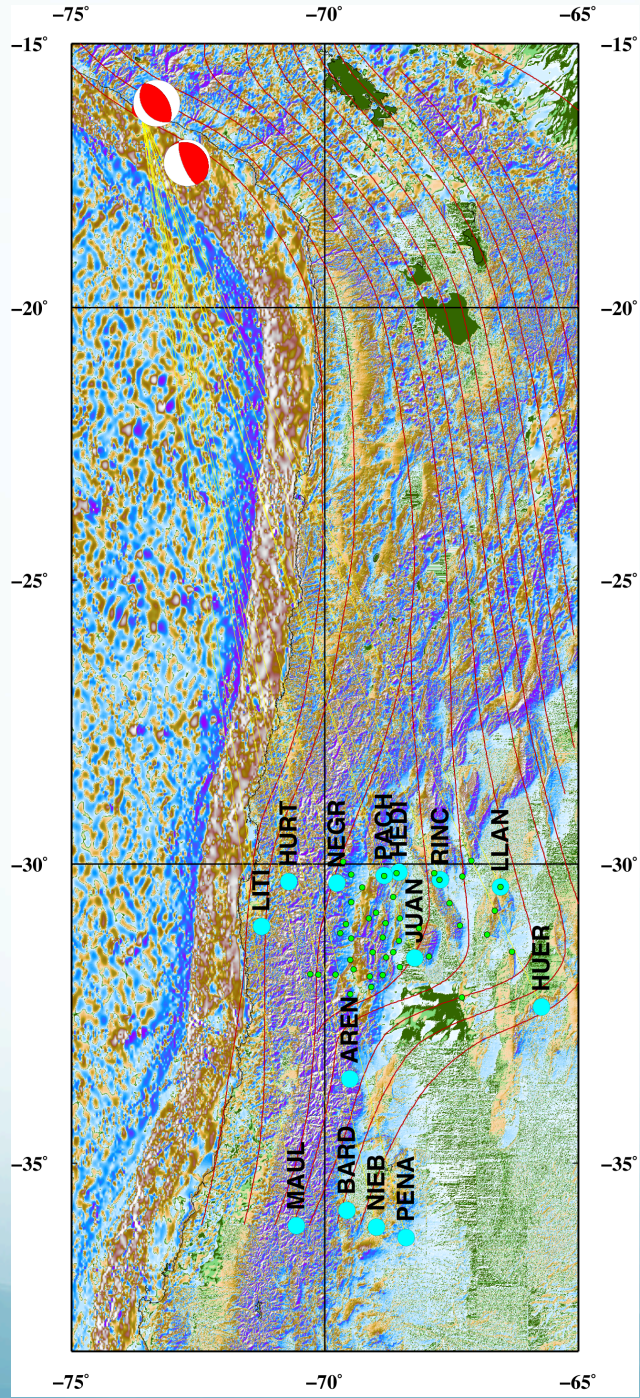 −75° −70° −65°
−15° −15°
−20° −20°
−25° −25°
HURT
NEGR
PACH
HEDI
RINC
LLAN
−30° −30°
LITI
JUAN
HUER
AREN
−35° −35°
MAUL
BARD
NIEB
PENA
−75° −70° −65°